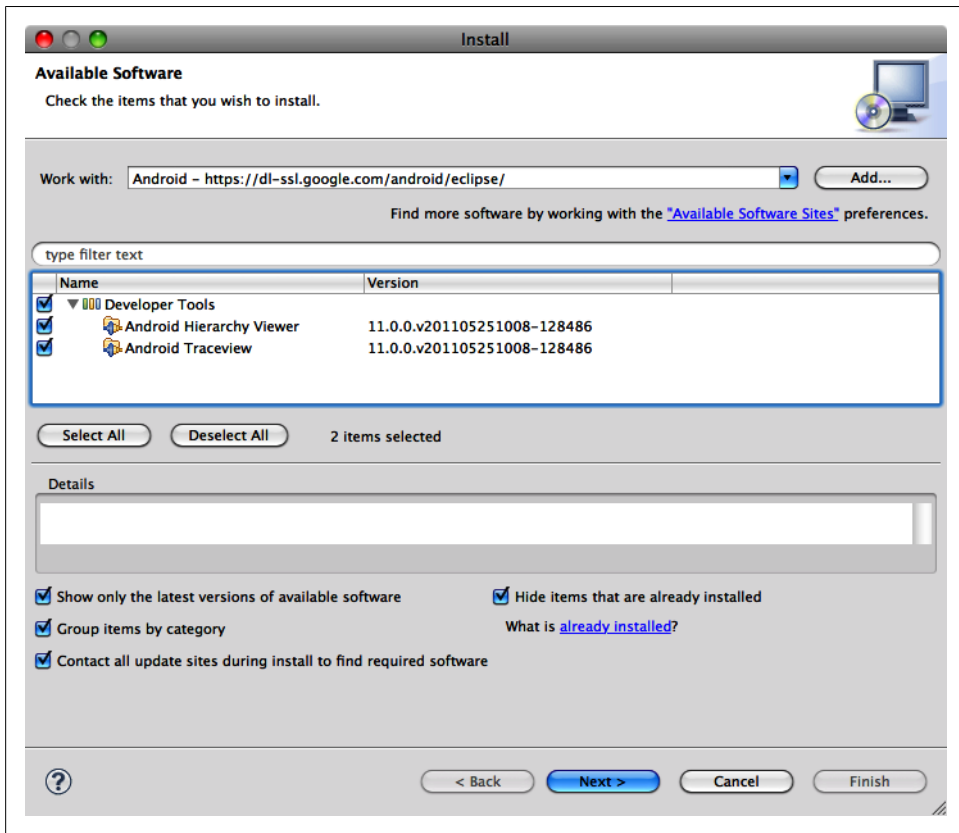 Install
Available Software
Check the items that you wish to install.
Work with: Android – https://dl-ssl.google.com/android/eclipse/ Add...
Find more software by working with the "Available Software Sites" preferences.
type filter text
Name Version
Developer Tools
Android Hierarchy Viewer 11.0.0.v201105251008-128486
Android Traceview 11.0.0.v201105251008-128486
Select All Deselect All 2 items selected
Details
Show only the latest versions of available software Hide items that are already installed
Group items by category What is already installed?
Contact all update sites during install to find required software
? < Back Next > Cancel Finish